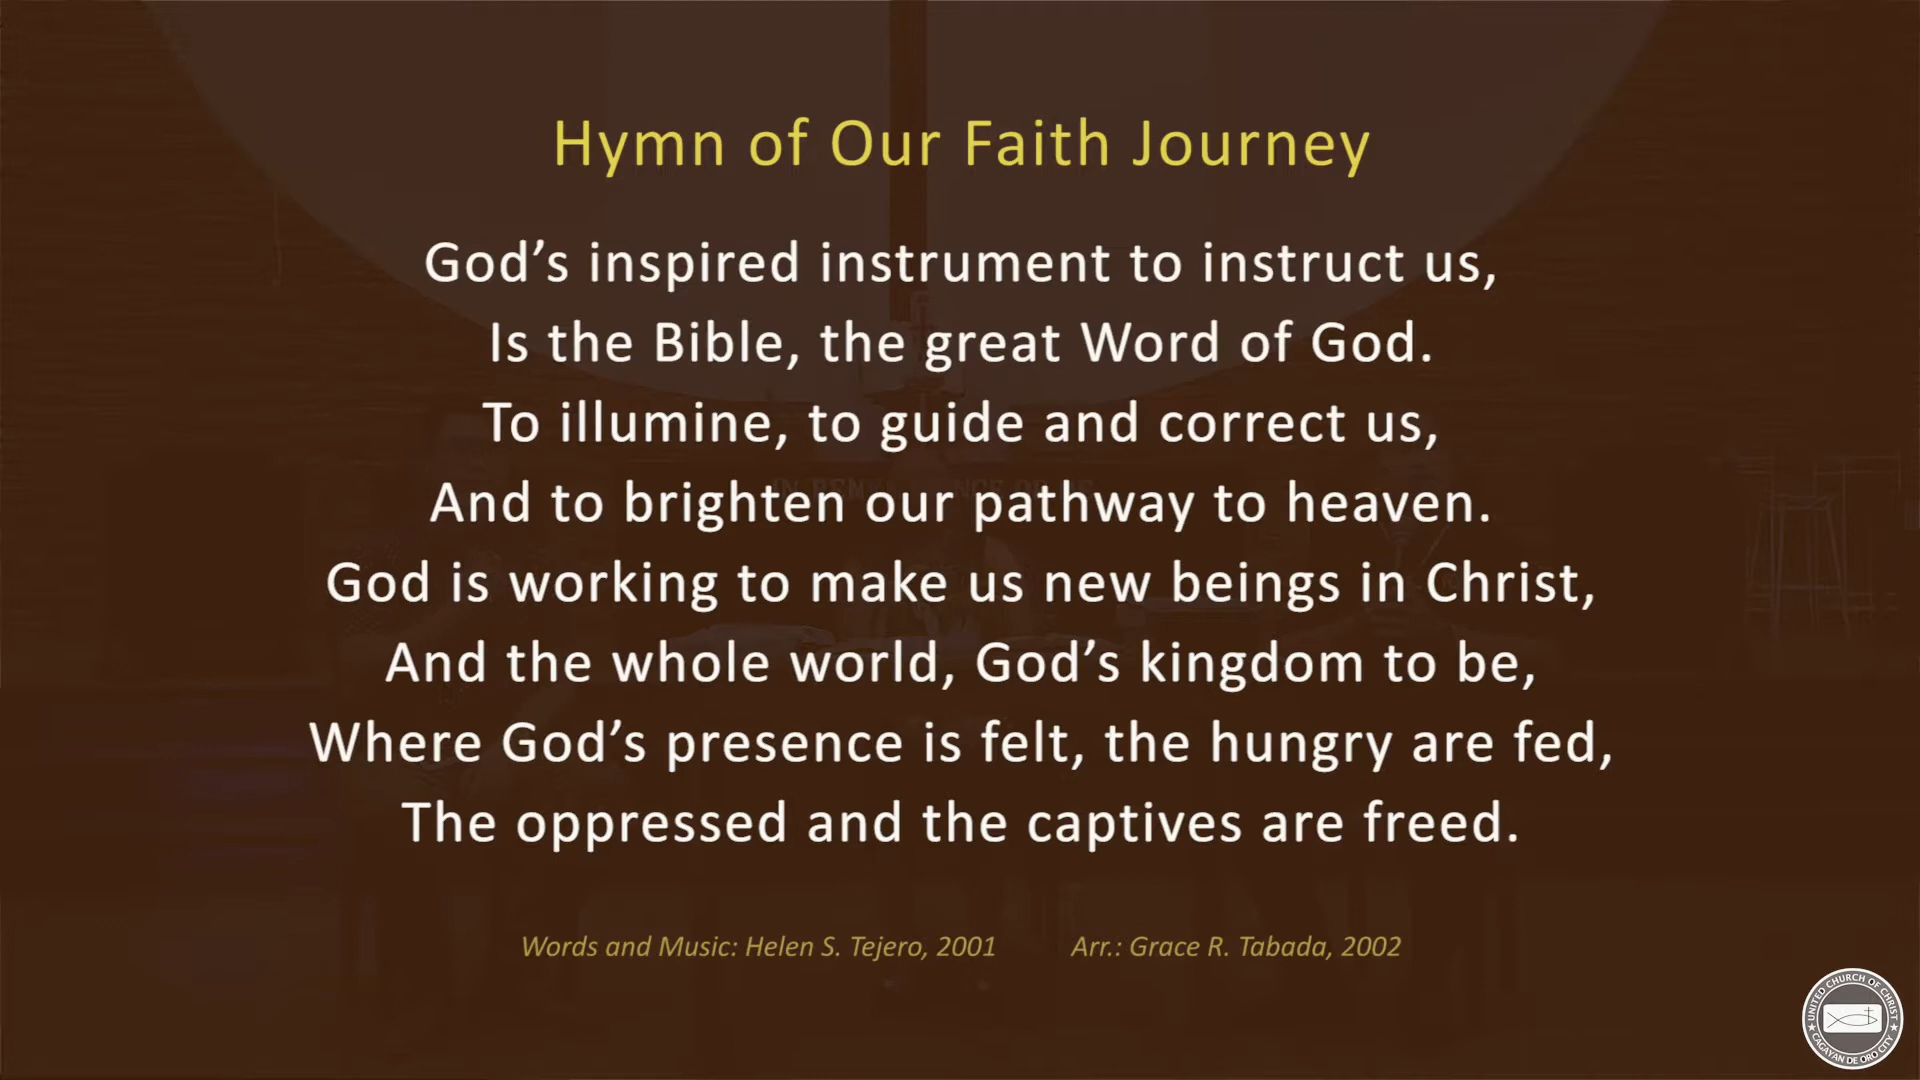 Hymn of Our Faith Journey
God’s inspired instrument to instruct us,
Is the Bible, the great Word of God.
To illumine, to guide and correct us,
And to brighten our pathway to heaven.
God is working to make us new beings in Christ,
And the whole world, God’s kingdom to be,
Where God’s presence is felt, the hungry are fed,
The oppressed and the captives are freed.
Words and Music: Helen S. Tejero, 2001 Arr.: Grace R. Tabada, 2002
UNITED CHURCH OF CHRIST
CAGAYAN DE ORO CITY